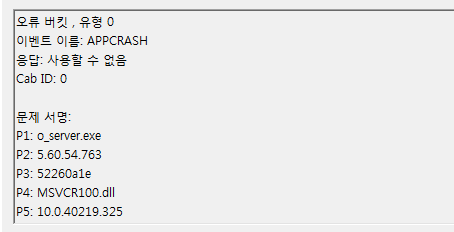 오류 버킷 , 유형 0
이벤트 이름: APPCRASH
응답: 사용할 수 없음
Cab ID: 0
문제 서명:
P1: o_server.exe
P2: 5.60.54.763
P3: 52260a1e
P4: MSVCR100.dll
P5: 10.0.40219.325